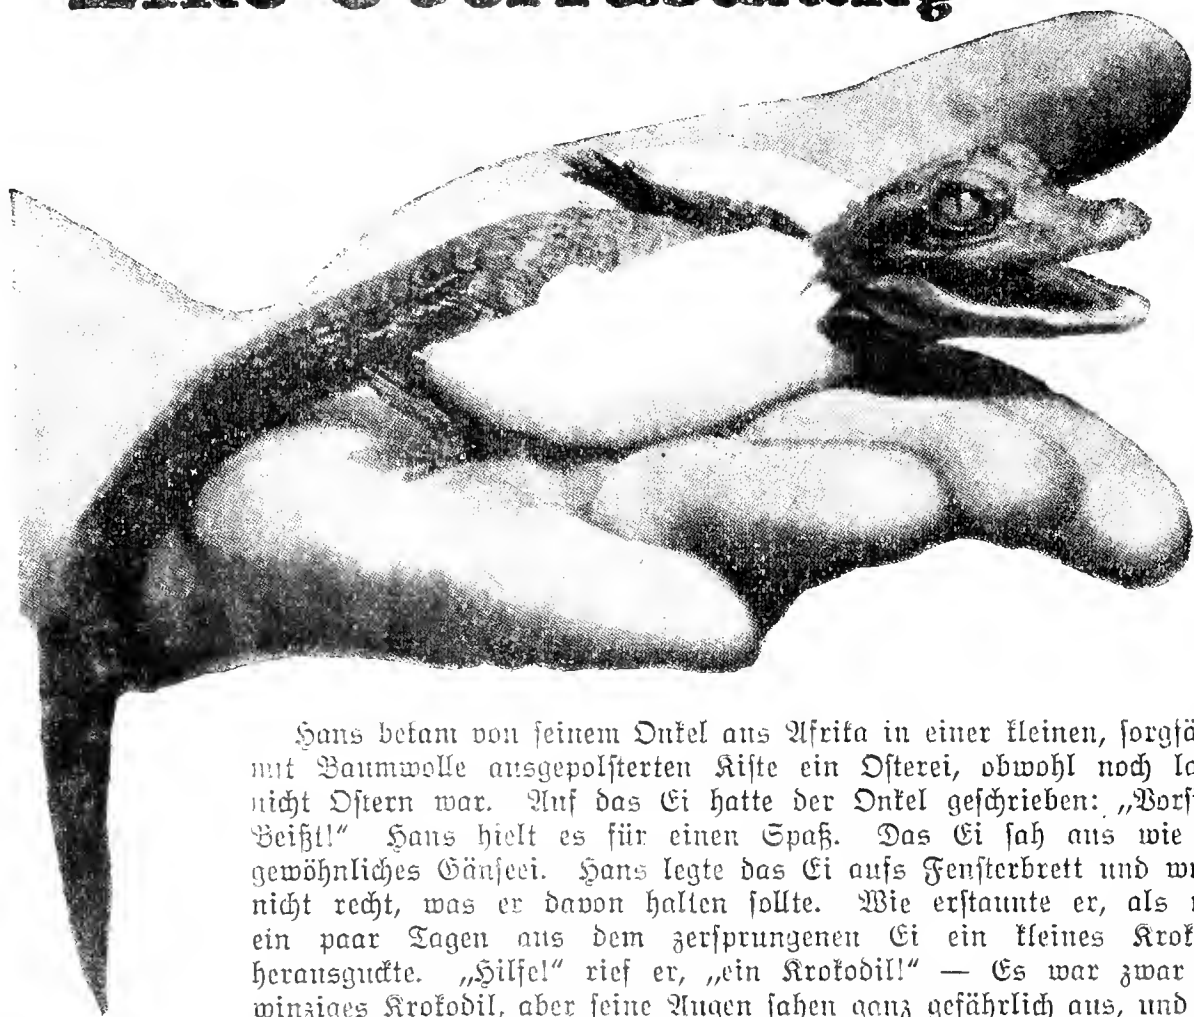 Hans bekam von seinem Onkel aus Afrika in einer kleinen, sorgfä
mit Baumwolle ausgepolsterten Kiste ein Osterei, obwohl noch la
nicht Ostern war. Auf das Ei hatte der Onkel geschrieben: „Vors
Beißt!“ Hans hielt es für einen Spaß. Das Ei sah aus wie
gewöhnliches Gänseei. Hans legte das Ei aufs Fensterbrett und w
nicht recht, was er davon halten sollte. Wie erstaunte er, als
ein paar Tagen aus dem zersprungenen Ei ein kleines Krok
herausguckte. „Hilfe!“ rief er, „ein Krokodil!“ — Es war zwar
winziges Krokodil, aber seine Augen sahen ganz gefährlich aus, und